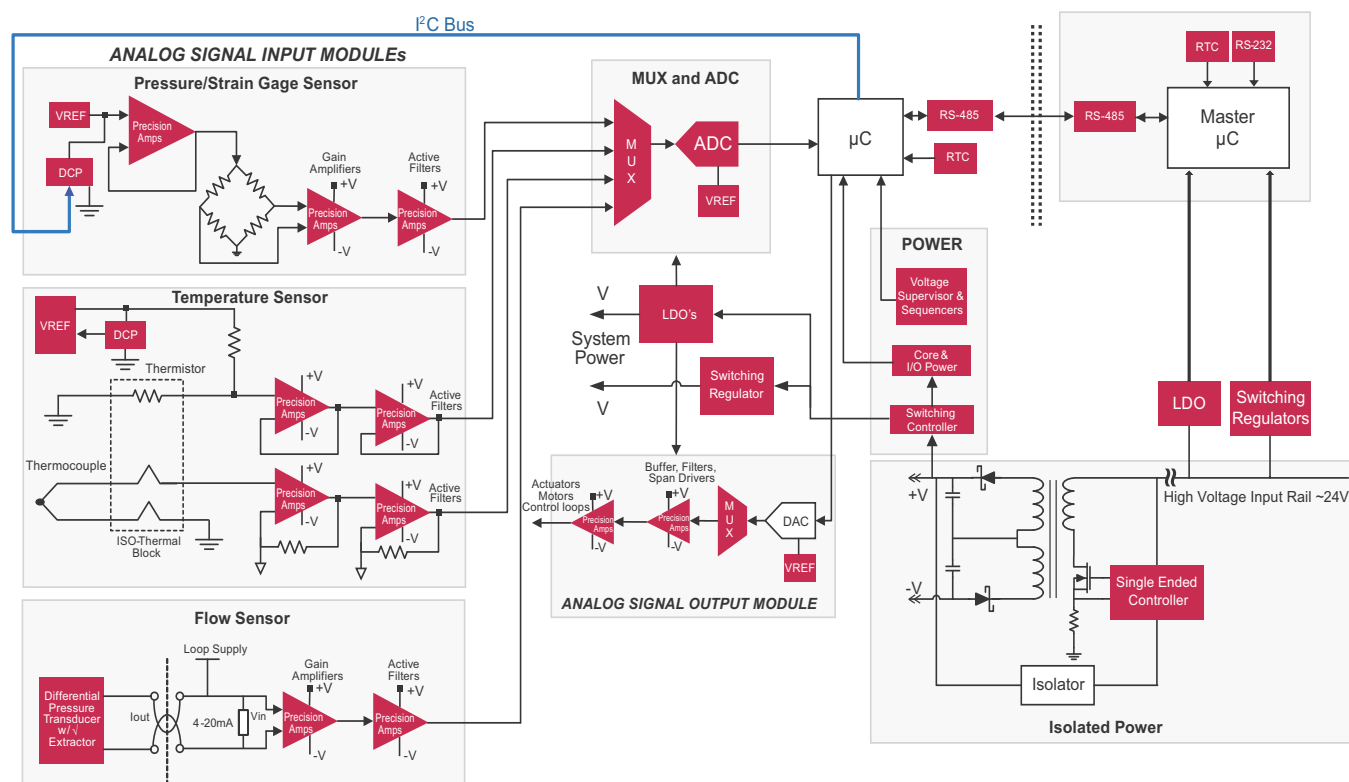 I²C Bus
ANALOG SIGNAL INPUT MODULEs
Pressure/Strain Gage Sensor
VREF
DCP
Precision
Amps
Gain
Amplifiers
+V
Precision
Amps
-V
Active
Filters
+V
Precision
Amps
-V
Temperature Sensor
VREF
DCP
Thermistor
+V
Precision
Amps
-V
+V
Active
Filters
Precision
Amps
-V
Thermocouple
+V
Precision
Amps
-V
+V
Active
Filters
Precision
Amps
-V
ISO-Thermal
Block
Flow Sensor
Loop Supply
Differential
Pressure
Transducer
w/√
Extractor
Iout
4-20mA
Vin
Gain
Amplifiers
+V
Precision
Amps
-V
Active
Filters
+V
Precision
Amps
-V
MUX and ADC
M
U
X
ADC
VREF
LDO's
V
System
Power
V
Switching
Regulator
Buffer, Filters,
Span Drivers
Actuators
Motors
Control loops
+V
Precision
Amps
-V
+V
Precision
Amps
-V
M
U
X
DAC
VREF
ANALOG SIGNAL OUTPUT MODULE
µC
RS-485
RTC
POWER
Voltage
Supervisor &
Sequencers
Core &
I/O Power
Switching
Controller
RTC
RS-232
RS-485
Master
µC
LDO
Switching
Regulators
+V
High Voltage Input Rail ~24V
-V
Single Ended
Controller
Isolator
Isolated Power